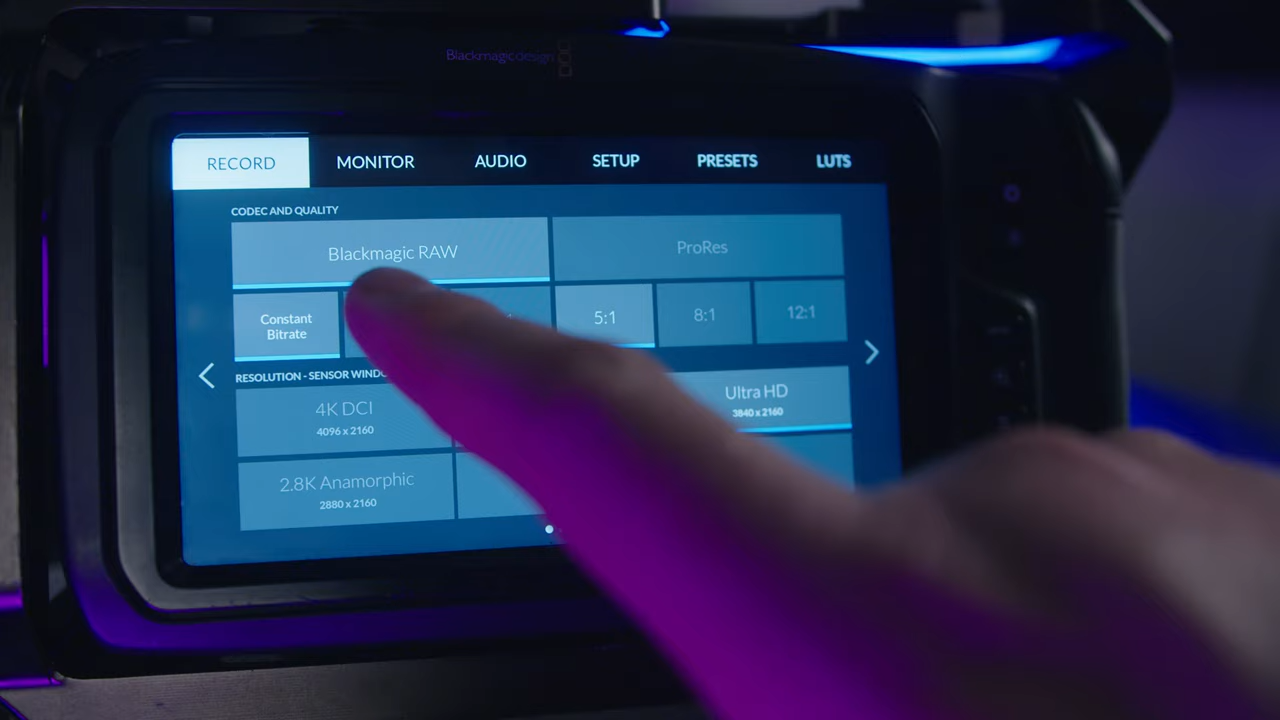 Blackmagicdesign
RECORD MONITOR AUDIO SETUP PRESETS LUTS
CODEC AND QUALITY
Blackmagic RAW ProRes
Constant
Bitrate
5:1 8:1 12:1
RESOLUTION - SENSOR
4K DCI
4096 x 2160
Ultra HD
3840 x 2160
2.8K Anamorphic
2880 x 2160